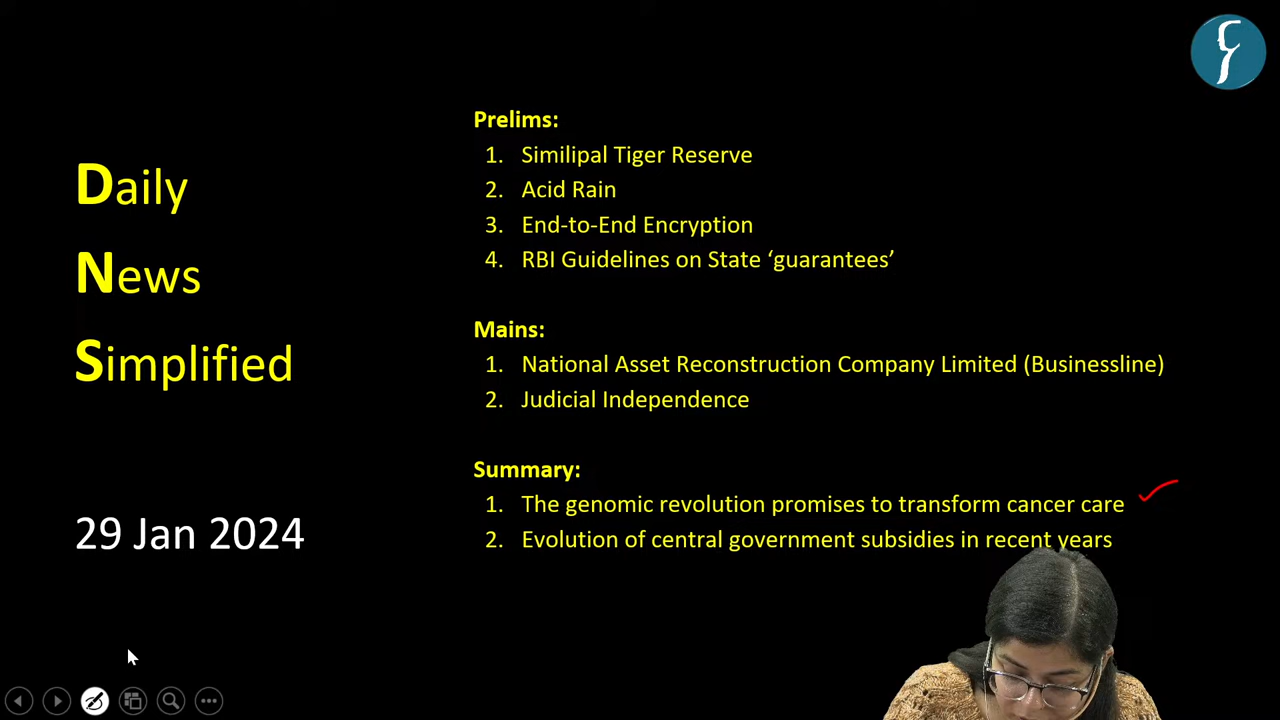 Daily
News
Simplified
29 Jan 2024
Prelims:
1. Similipal Tiger Reserve
2. Acid Rain
3. End-to-End Encryption
4. RBI Guidelines on State ‘guarantees’
Mains:
1. National Asset Reconstruction Company Limited (Businessline)
2. Judicial Independence
Summary:
1. The genomic revolution promises to transform cancer care
2. Evolution of central government subsidies in recent years